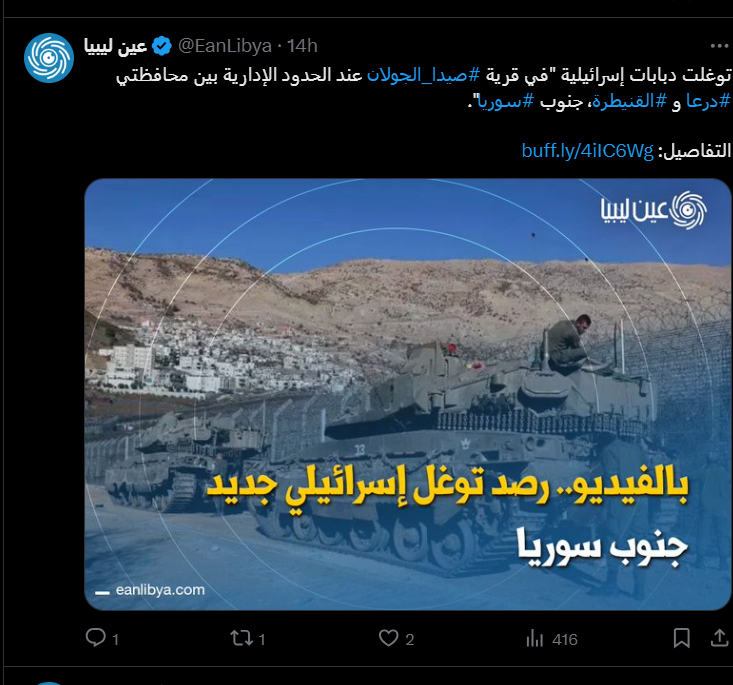 عين ليبيا @EanLibya · 14h
توغلت دبابات إسرائيلية "في قرية #صيدا_الجولان عند الحدود الإدارية بين محافظتي
#درعا و #القنيطرة، جنوب #سوريا".
التفاصيل: buff.ly/4iIC6Wg
عين ليبيا
بالفيديو.. رصد توغل إسرائيلي جديد
جنوب سوريا
eanlibya.com
1 1 2 416